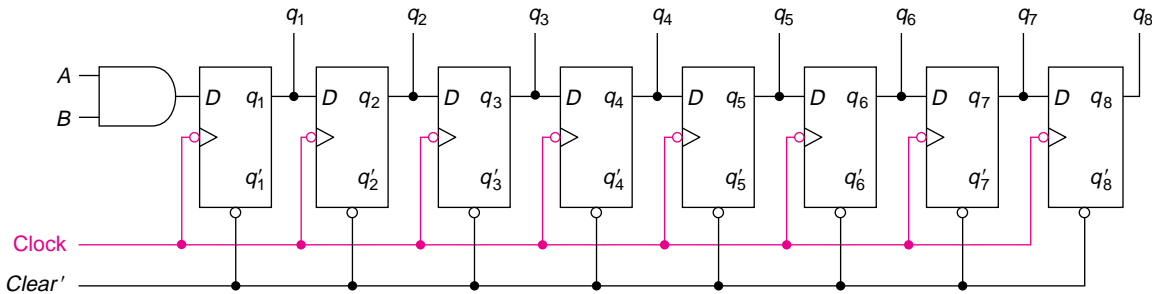 q1 q2 q3 q4 q5 q6 q7 q8
A
B
D q1 D q2 D q3 D q4 D q5 D q6 D q7 D q8
q′1 q′2 q′3 q′4 q′5 q′6 q′7 q′8
Clock
Clear′